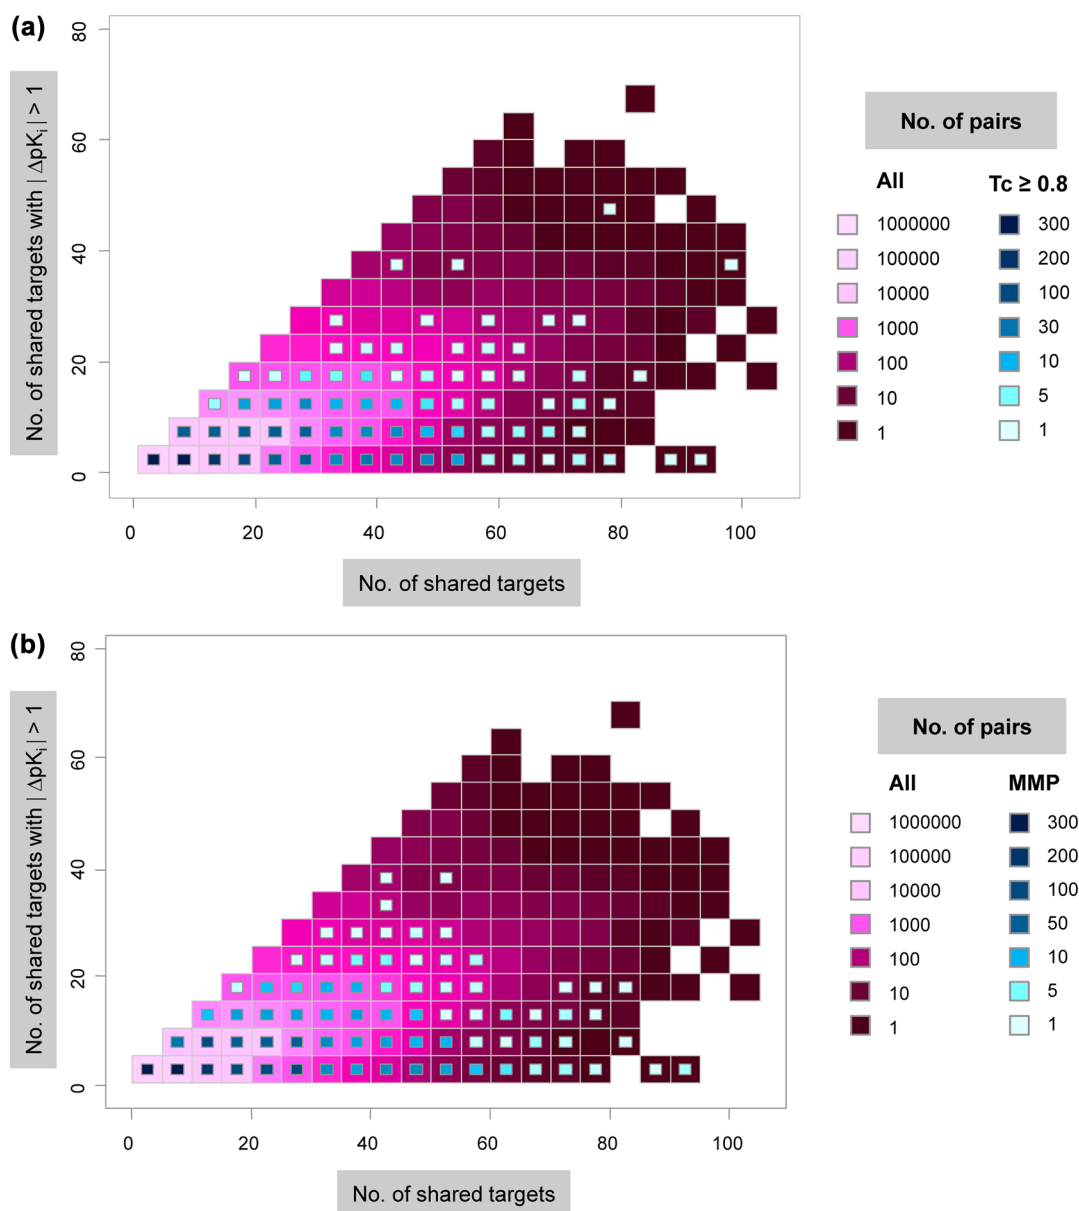 (a)
No. of shared targets with | ΔpKi | > 1
80
60
40
20
0
0 20 40 60 80 100
No. of shared targets
No. of pairs
All Tc ≥ 0.8
1000000 300
100000 200
10000 100
1000 30
100 10
10 5
1 1
(b)
No. of shared targets with | ΔpKi | > 1
80
60
40
20
0
0 20 40 60 80 100
No. of shared targets
No. of pairs
All MMP
1000000 300
100000 200
10000 100
1000 50
100 10
10 5
1 1